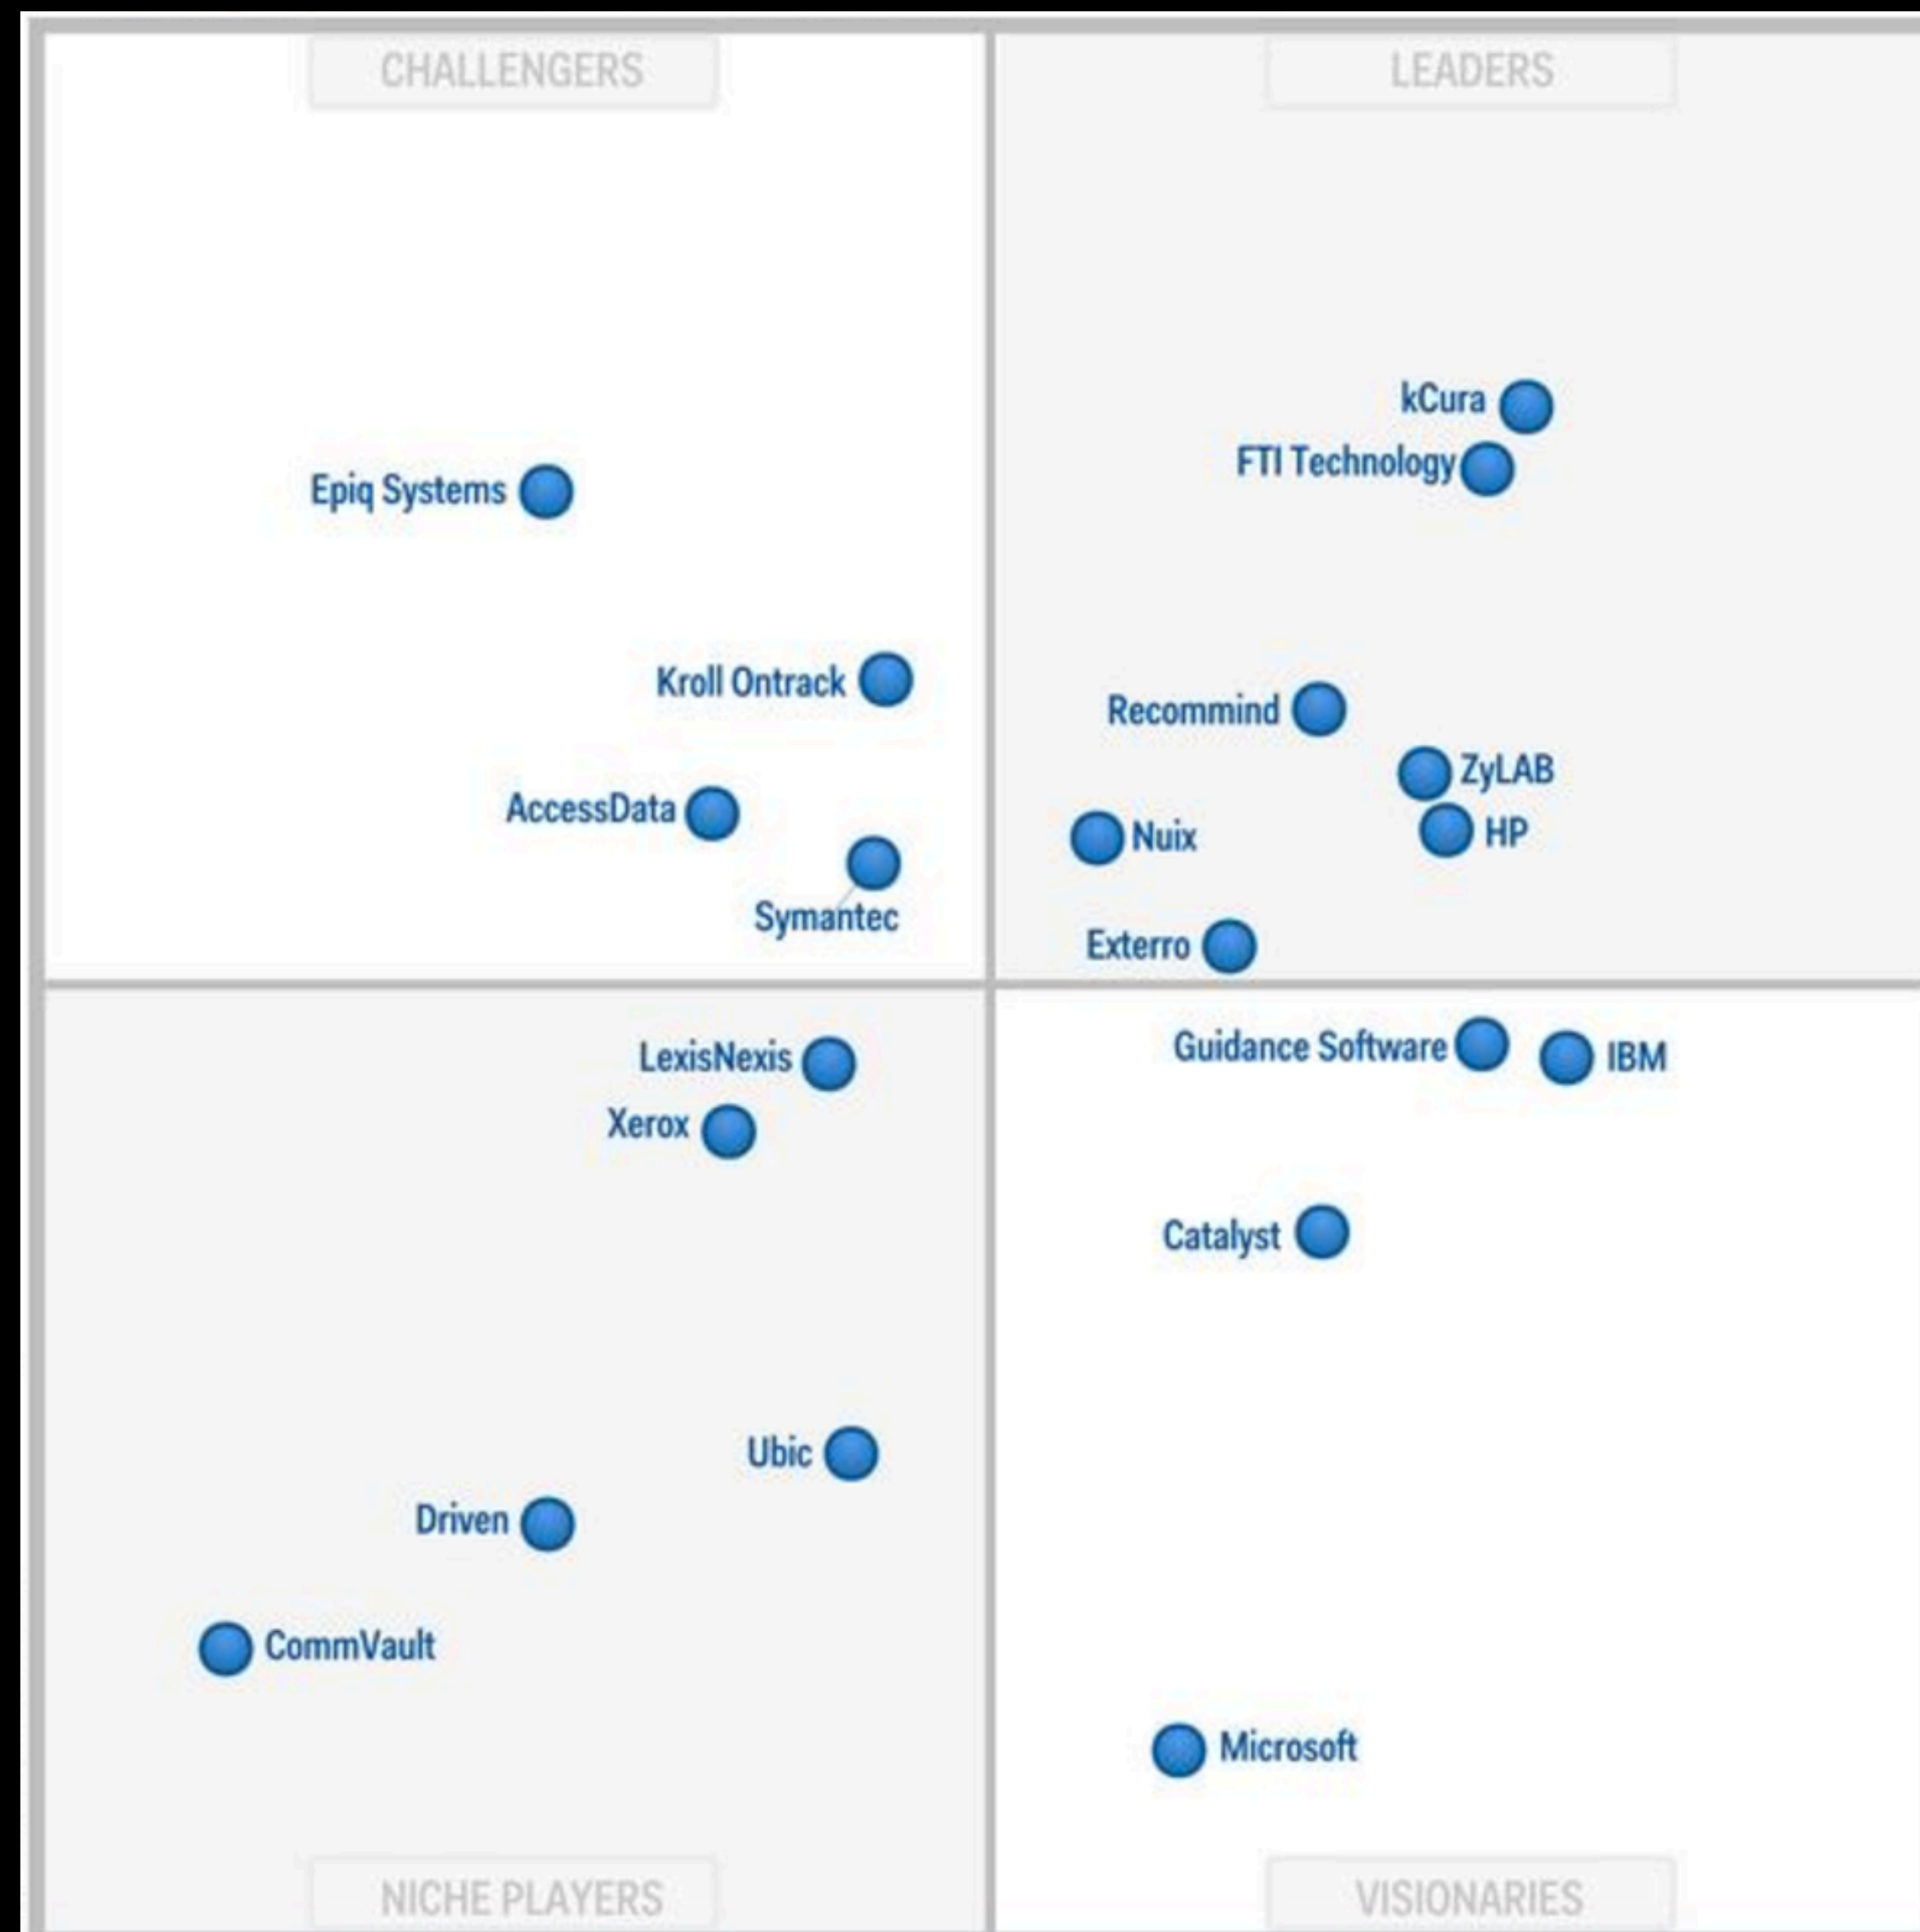 CHALLENGERS
LEADERS
kCura
FTI Technology
Epiq Systems
Kroll Ontrack
Recommind
ZyLAB
AccessData
Nuix
HP
Symantec
Exterro
LexisNexis
Guidance Software
IBM
Xerox
Catalyst
Ubic
Driven
CommVault
Microsoft
NICHE PLAYERS
VISIONARIES